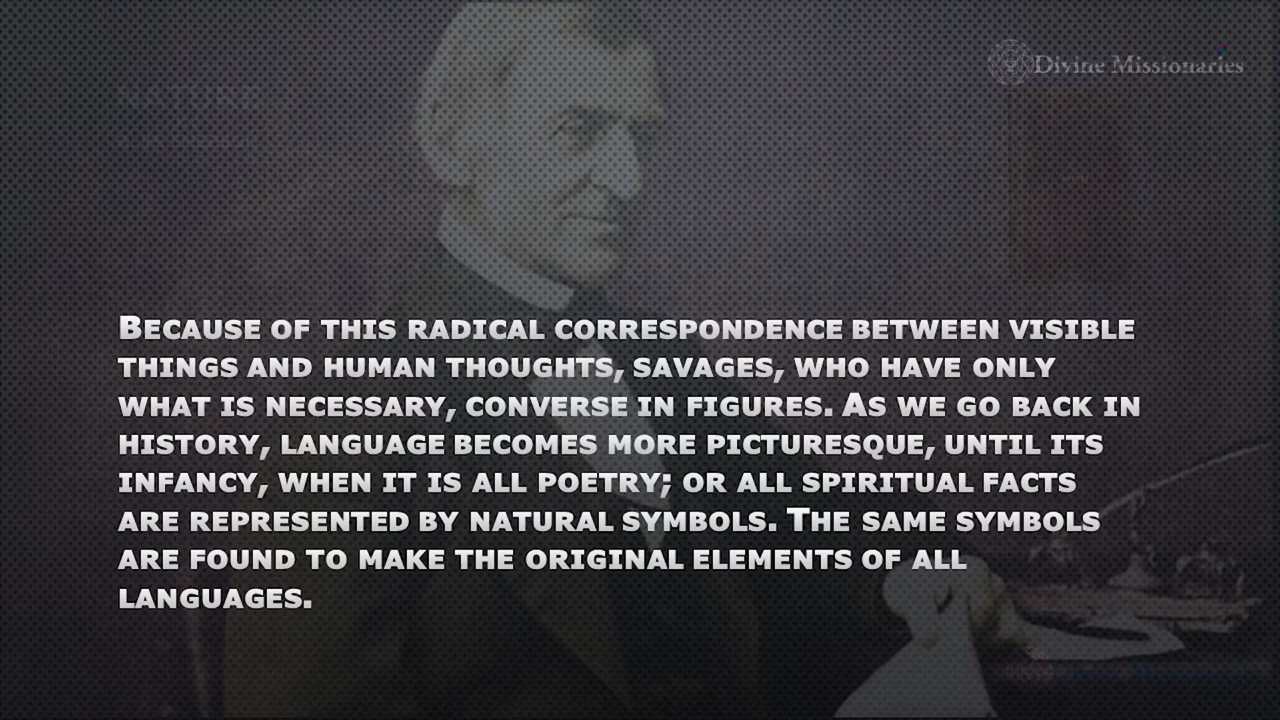 NATURE
Divine Missionaries
Because of this radical correspondence between visible
things and human thoughts, savages, who have only
what is necessary, converse in figures. As we go back in
history, language becomes more picturesque, until its
infancy, when it is all poetry; or all spiritual facts
are represented by natural symbols. The same symbols
are found to make the original elements of all
languages.